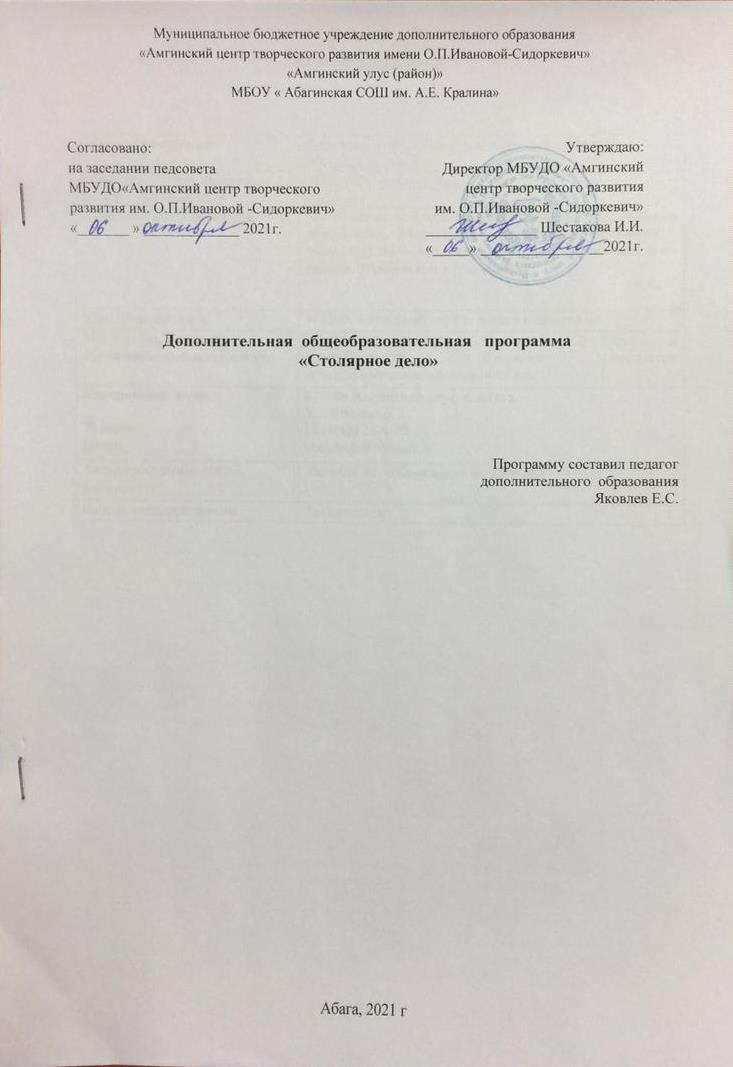 Муниципальное бюджетное учреждение дополнительного образования
«Амгинский центр творческого развития имени О.П.Ивановой-Сидоркевич»
«Амгинский улус (район)»
МБОУ « Абагинская СОШ им. А.Е. Кралина»
Согласовано:
на заседании педсовета
МБУДО«Амгинский центр творческого
развития им. О.П.Ивановой -Сидоркевич»
« 06 » октября 2021г.
Утверждаю:
Директор МБУДО «Амгинский
центр творческого развития
им. О.П.Ивановой -Сидоркевич»
Шестакова И.И.
« 06 » октября 2021г.
Дополнительная общеобразовательная программа
«Столярное дело»
Программу составил педагог
дополнительного образования
Яковлев Е.С.
Абага, 2021 г